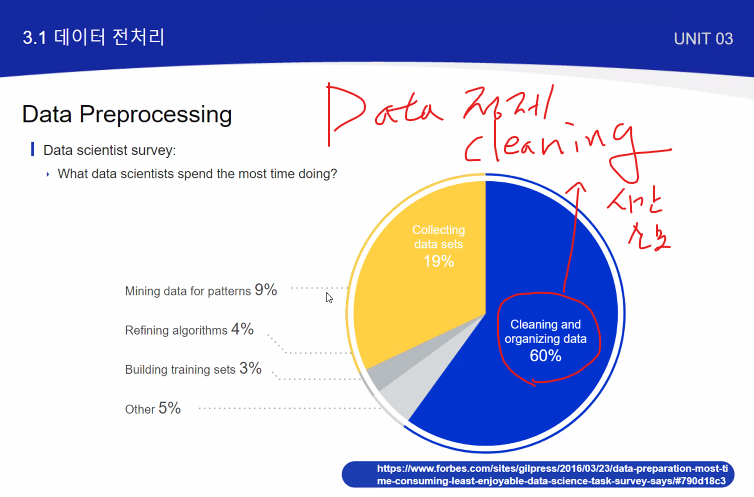 3.1 데이터 전처리
UNIT 03
Data Preprocessing
Data 정제
cleaning
Data scientist survey:
What data scientists spend the most time doing?
시간
Collecting
data sets
19%
Mining data for patterns 9%
Refining algorithms 4%
Building training sets 3%
Other 5%
Cleaning and
organizing data
60%
https://www.forbes.com/sites/gilpress/2016/03/23/data-preparation-most-ti
me-consuming-least-enjoyable-data-science-task-survey-says/#790d18c3